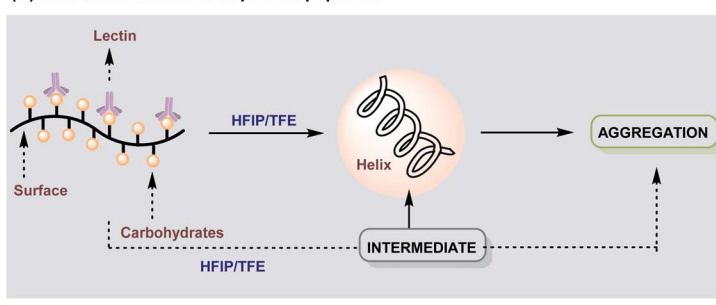 Lectin
HFIP/TFE
AGGREGATION
Helix
Surface
Carbohydrates
INTERMEDIATE
HFIP/TFE